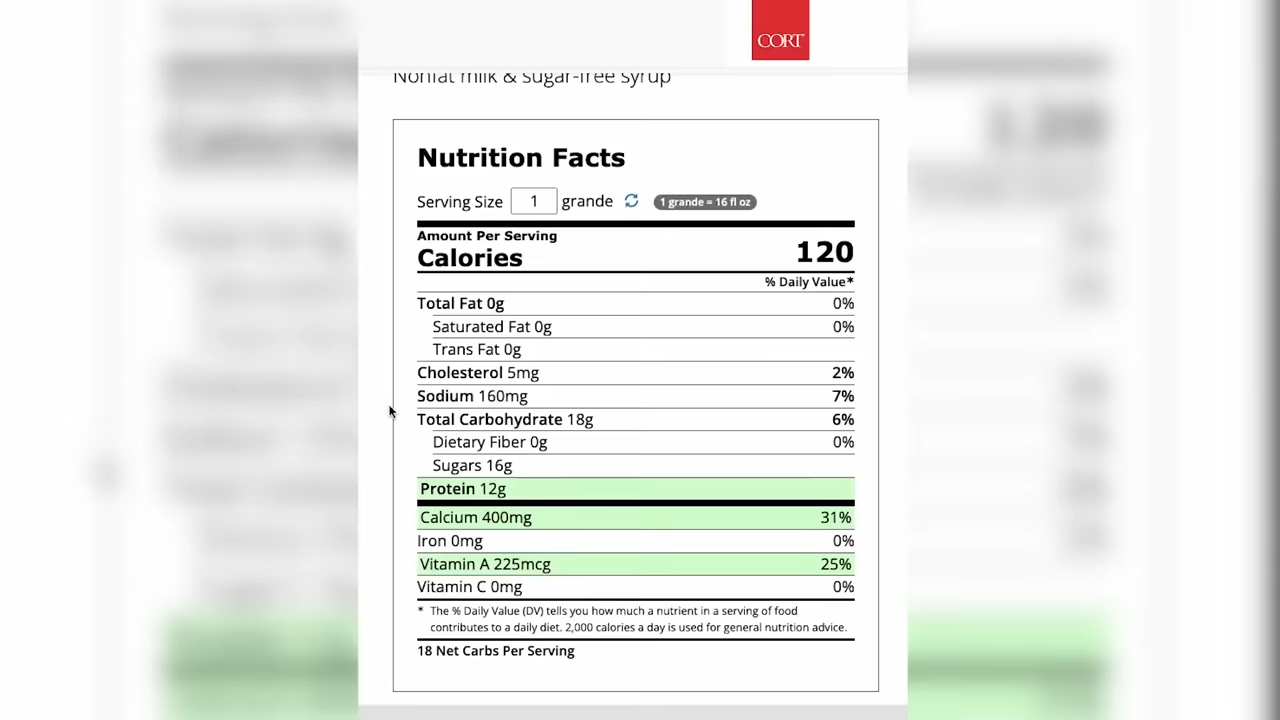 CORT
Nonfat milk & sugar-free syrup
Nutrition Facts
Serving Size 1 grande 1 grande = 16 fl oz
Amount Per Serving
Calories 120
% Daily Value*
Total Fat 0g 0%
Saturated Fat 0g 0%
Trans Fat 0g
Cholesterol 5mg 2%
Sodium 160mg 7%
Total Carbohydrate 18g 6%
Dietary Fiber 0g 0%
Sugars 16g
Protein 12g
Calcium 400mg 31%
Iron 0mg 0%
Vitamin A 225mcg 25%
Vitamin C 0mg 0%
* The % Daily Value (DV) tells you how much a nutrient in a serving of food
contributes to a daily diet. 2,000 calories a day is used for general nutrition advice.
18 Net Carbs Per Serving